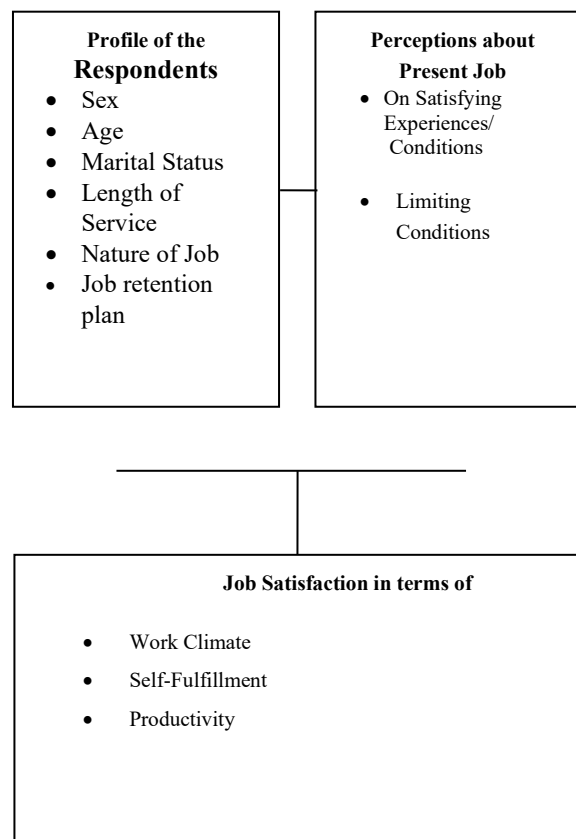 Profile of the
Respondents
• Sex
• Age
• Marital Status
• Length of
Service
• Nature of Job
• Job retention
plan
Perceptions about
Present Job
• On Satisfying
Experiences/
Conditions
• Limiting
Conditions
Job Satisfaction in terms of
• Work Climate
• Self-Fulfillment
• Productivity